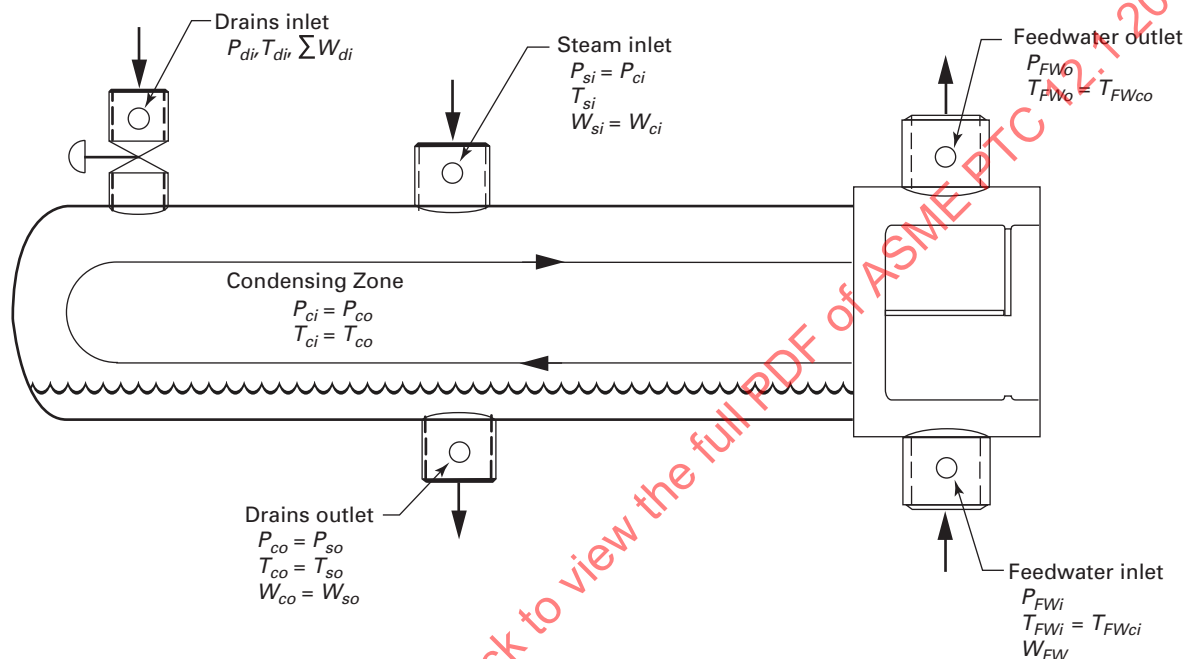 Drains inlet
P_di, T_di, ∑W_di
Steam inlet
P_si = P_ci
T_si
W_si = W_ci
Feedwater outlet
P_FWo
T_FWo = T_FWco
Condensing Zone
P_ci = P_co
T_ci = T_co
Drains outlet
P_co = P_so
T_co = T_so
W_co = W_so
Feedwater inlet
P_FWi
T_FWi = T_FWci
W_FW
ck to view the full PDF of ASME PTC 12.1 20